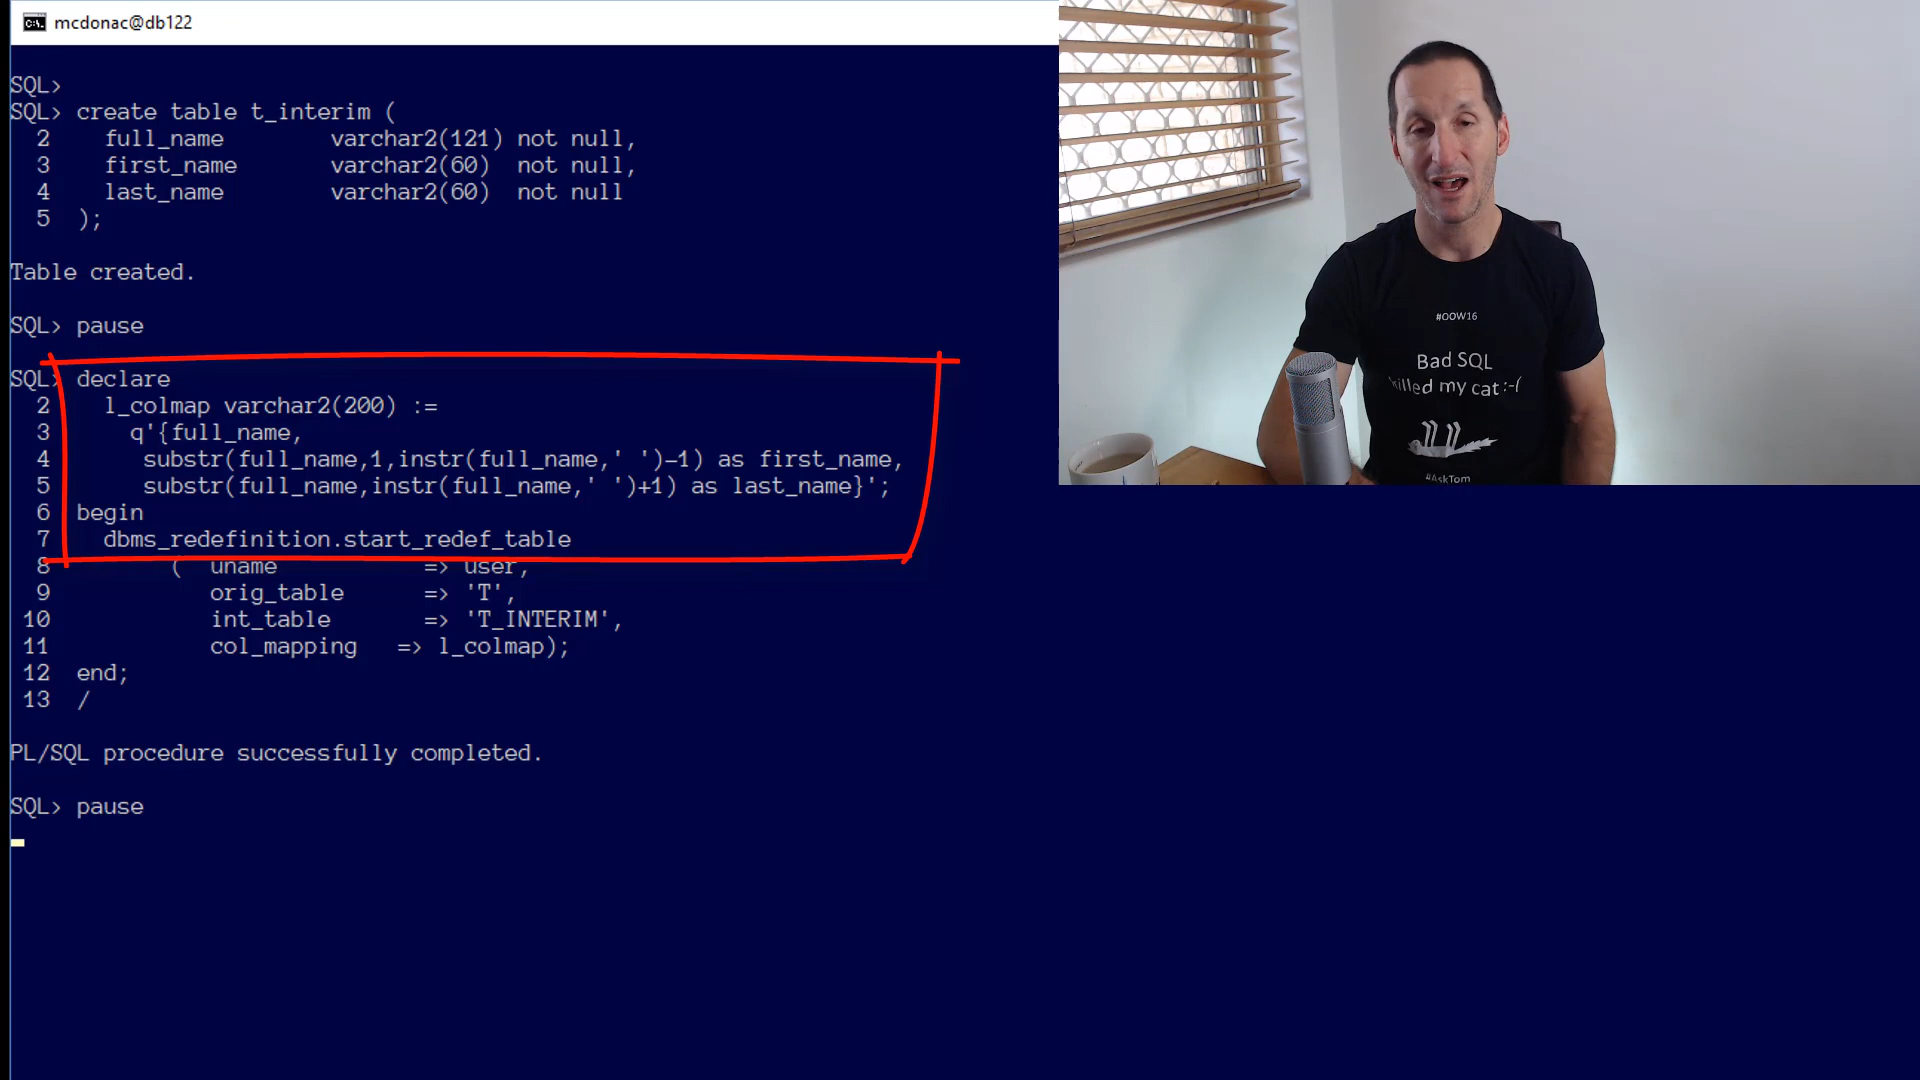 mcdonac@db122
SQL>
SQL> create table t_interim (
2 full_name varchar2(121) not null,
3 first_name varchar2(60) not null,
4 last_name varchar2(60) not null
5 );
Table created.
SQL> pause
SQL> declare
2 l_colmap varchar2(200) :=
3 q'{full_name,
4 substr(full_name,1,instr(full_name,' ')-1) as first_name,
5 substr(full_name,instr(full_name,' ')+1) as last_name}';
6 begin
7 dbms_redefinition.start_redef_table
8 ( uname => user,
9 orig_table => 'T',
10 int_table => 'T_INTERIM',
11 col_mapping => l_colmap);
12 end;
13 /
PL/SQL procedure successfully completed.
SQL> pause
#OOW16
Bad SQL
killed my cat :-(
#AskTom